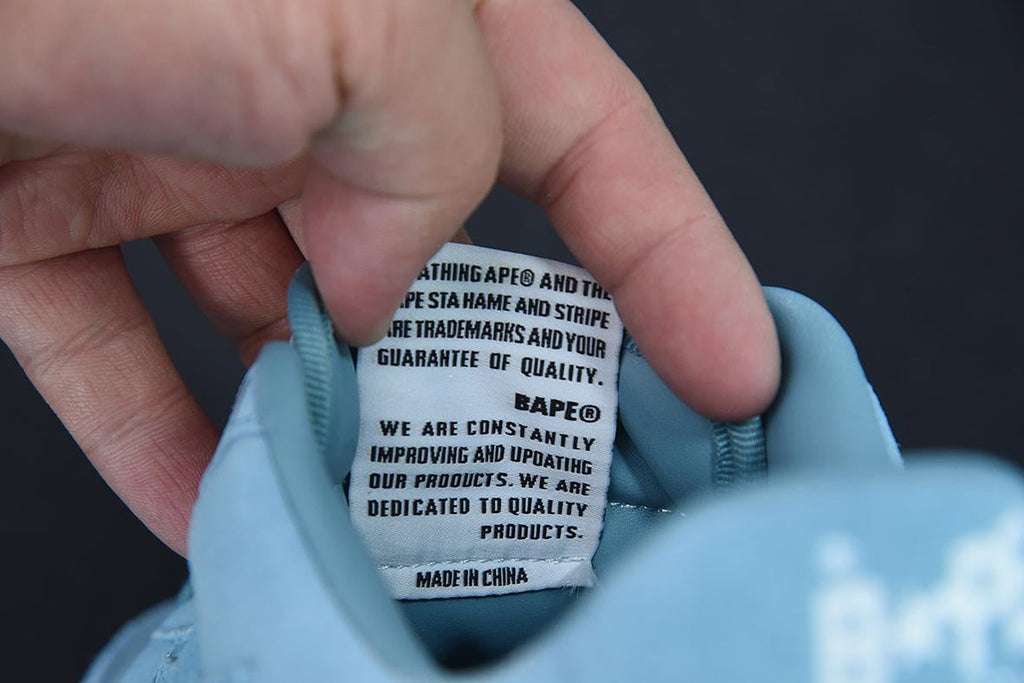 ATHING APE® AND THE
APE STA HAME AND STRIPE
ARE TRADEMARKS AND YOUR
GUARANTEE OF QUALITY.
BAPE®
WE ARE CONSTANTLY
IMPROVING AND UPDATING
OUR PRODUCTS. WE ARE
DEDICATED TO QUALITY
PRODUCTS.
MADE IN CHINA